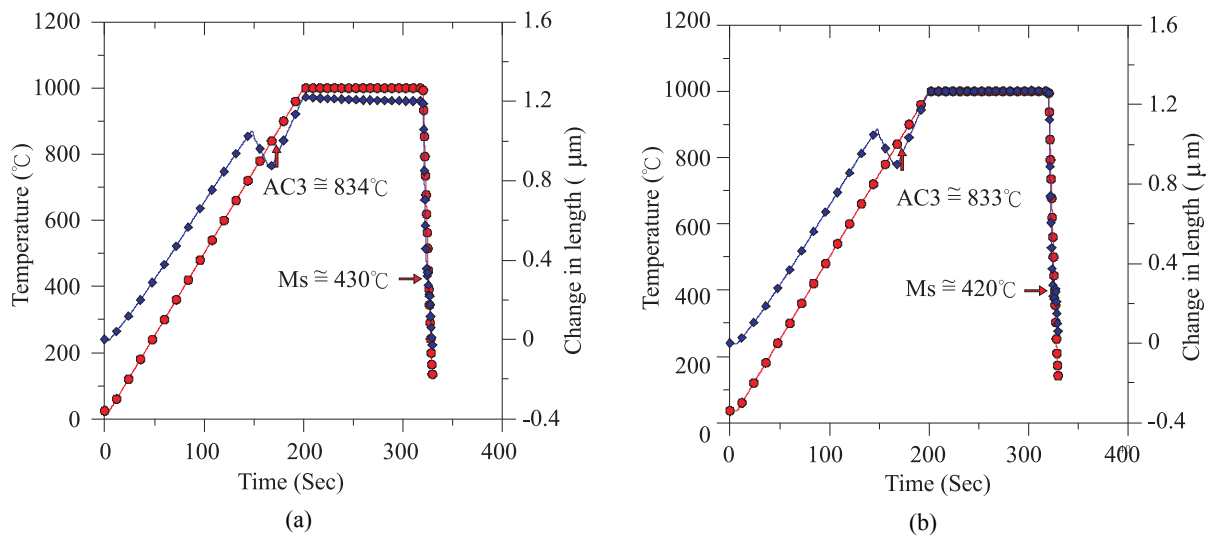 1200
1000
800
600
400
200
0
Temperature (℃)
1.6
1.2
0.8
0.4
0
-0.4
Change in length ( μm)
AC3 ≅ 834℃
Ms ≅ 430℃
0 100 200 300 400
Time (Sec)
(a)
1200
1000
800
600
400
200
0
Temperature (℃)
1.6
1.2
0.8
0.4
0
-0.4
Change in length ( μm)
AC3 ≅ 833℃
Ms ≅ 420℃
0 100 200 300 400
Time (Sec)
(b)